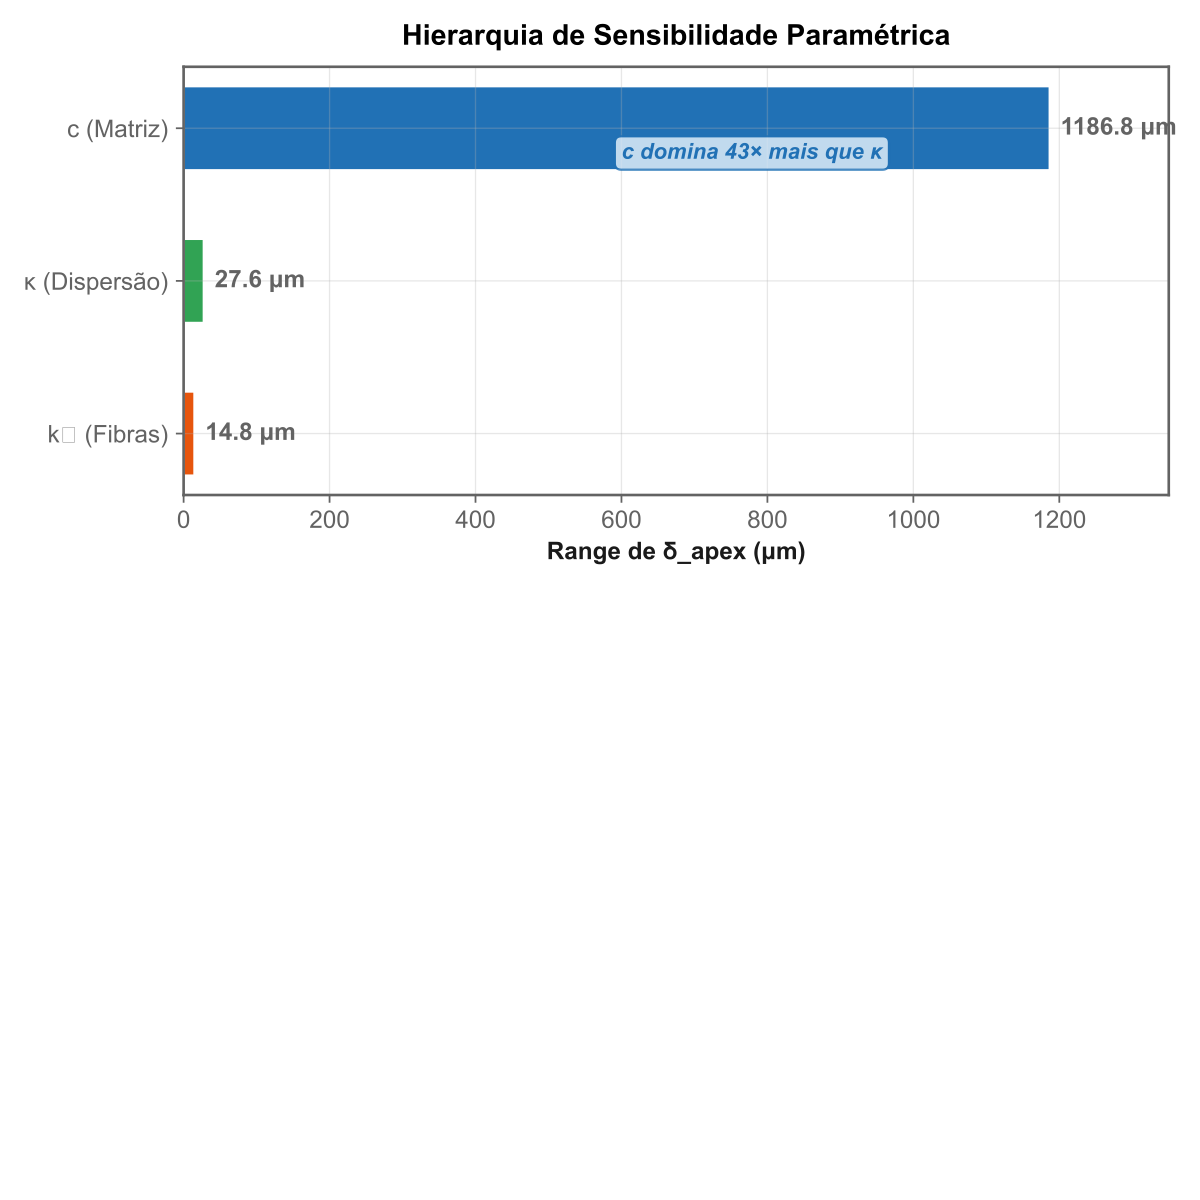 Hierarquia de Sensibilidade Paramétrica
c (Matriz)
1186.8 μm
c domina 43× mais que κ
κ (Dispersão)
27.6 μm
k□ (Fibras)
14.8 μm
0 200 400 600 800 1000 1200
Range de δ_apex (μm)